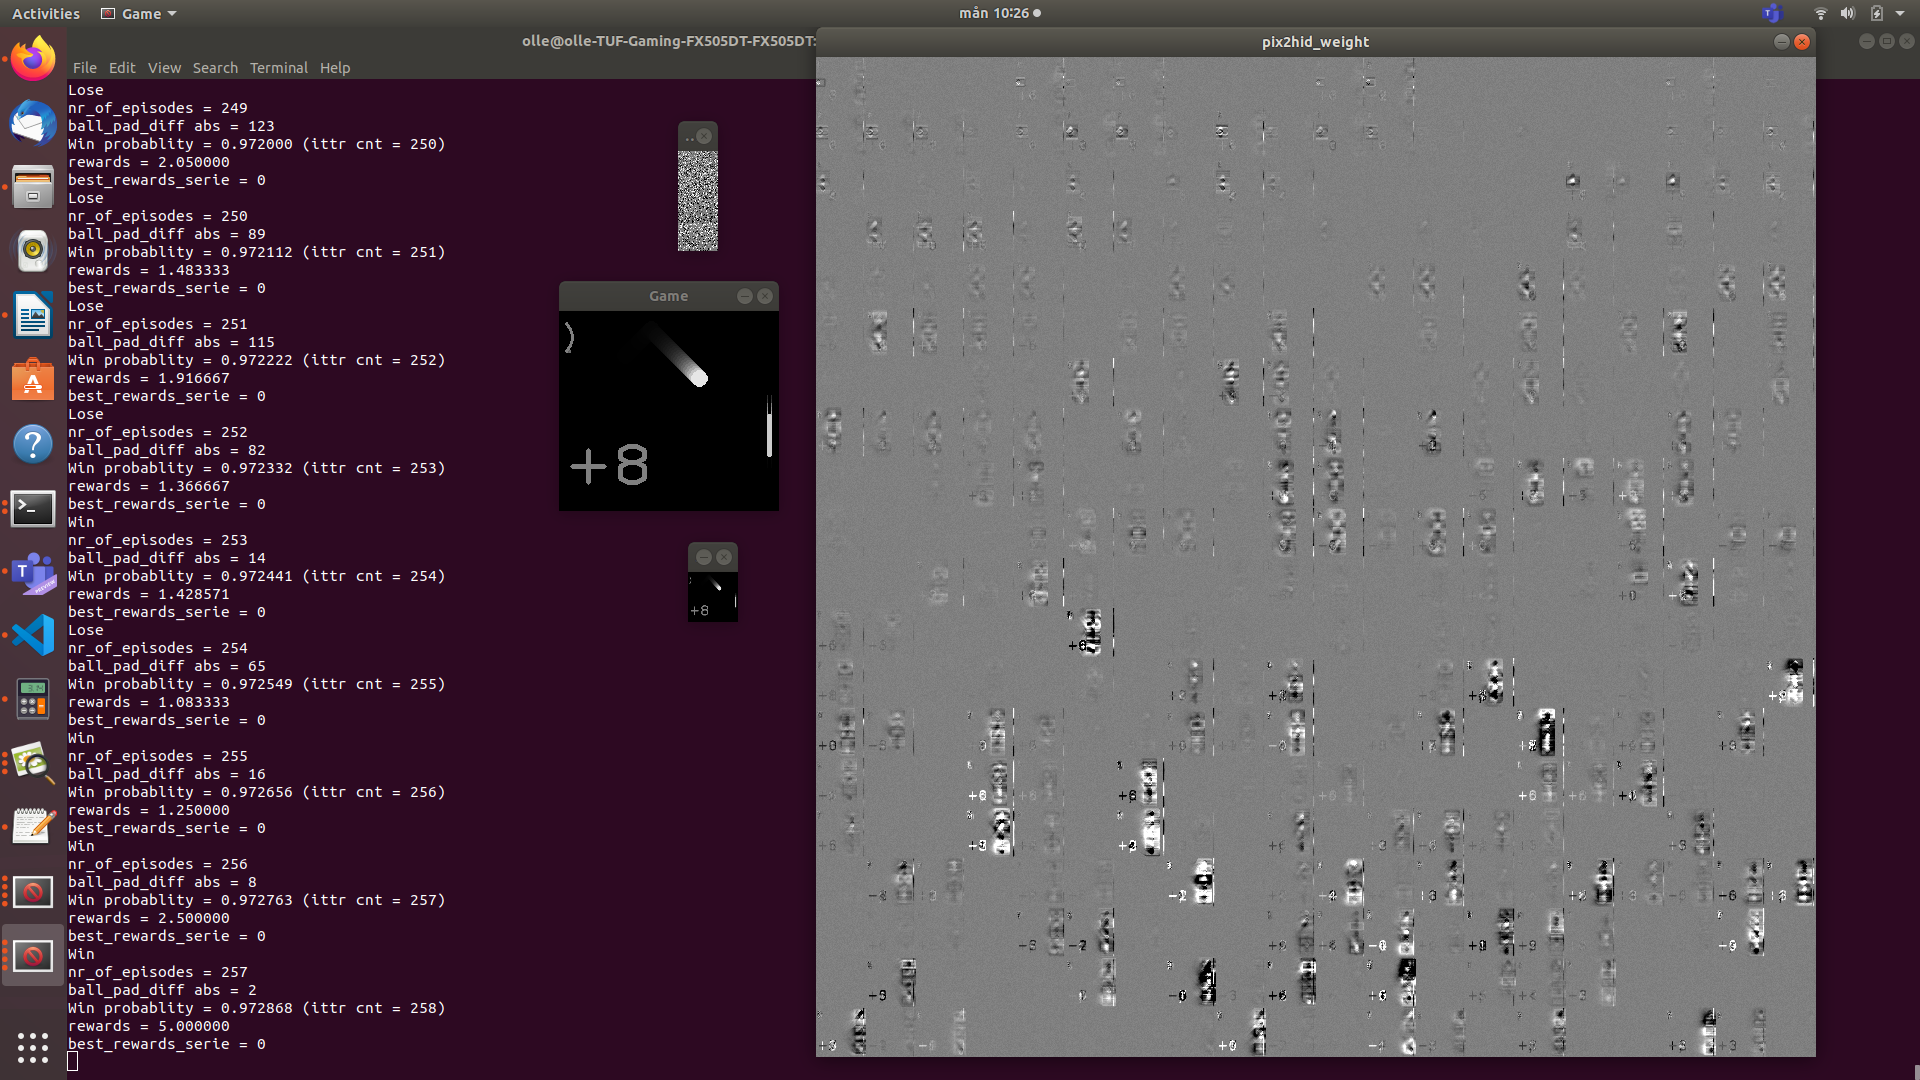 Activities
Game
mån 10:26
olle@olle-TUF-Gaming-FX505DT-FX505DT:
File Edit View Search Terminal Help
Lose
nr_of_episodes = 249
ball_pad_diff abs = 123
Win probablity = 0.972000 (ittr cnt = 250)
rewards = 2.050000
best_rewards_serie = 0
Lose
nr_of_episodes = 250
ball_pad_diff abs = 89
Win probablity = 0.972112 (ittr cnt = 251)
rewards = 1.483333
best_rewards_serie = 0
Lose
nr_of_episodes = 251
ball_pad_diff abs = 115
Win probablity = 0.972222 (ittr cnt = 252)
rewards = 1.916667
best_rewards_serie = 0
Lose
nr_of_episodes = 252
ball_pad_diff abs = 82
Win probablity = 0.972332 (ittr cnt = 253)
rewards = 1.366667
best_rewards_serie = 0
Win
nr_of_episodes = 253
ball_pad_diff abs = 14
Win probablity = 0.972441 (ittr cnt = 254)
rewards = 1.428571
best_rewards_serie = 0
Lose
nr_of_episodes = 254
ball_pad_diff abs = 65
Win probablity = 0.972549 (ittr cnt = 255)
rewards = 1.083333
best_rewards_serie = 0
Win
nr_of_episodes = 255
ball_pad_diff abs = 16
Win probablity = 0.972656 (ittr cnt = 256)
rewards = 1.250000
best_rewards_serie = 0
Win
nr_of_episodes = 256
ball_pad_diff abs = 8
Win probablity = 0.972763 (ittr cnt = 257)
rewards = 2.500000
best_rewards_serie = 0
Win
nr_of_episodes = 257
ball_pad_diff abs = 2
Win probablity = 0.972868 (ittr cnt = 258)
rewards = 5.000000
best_rewards_serie = 0
..
Game
)
+8
+8
pix2hid_weight